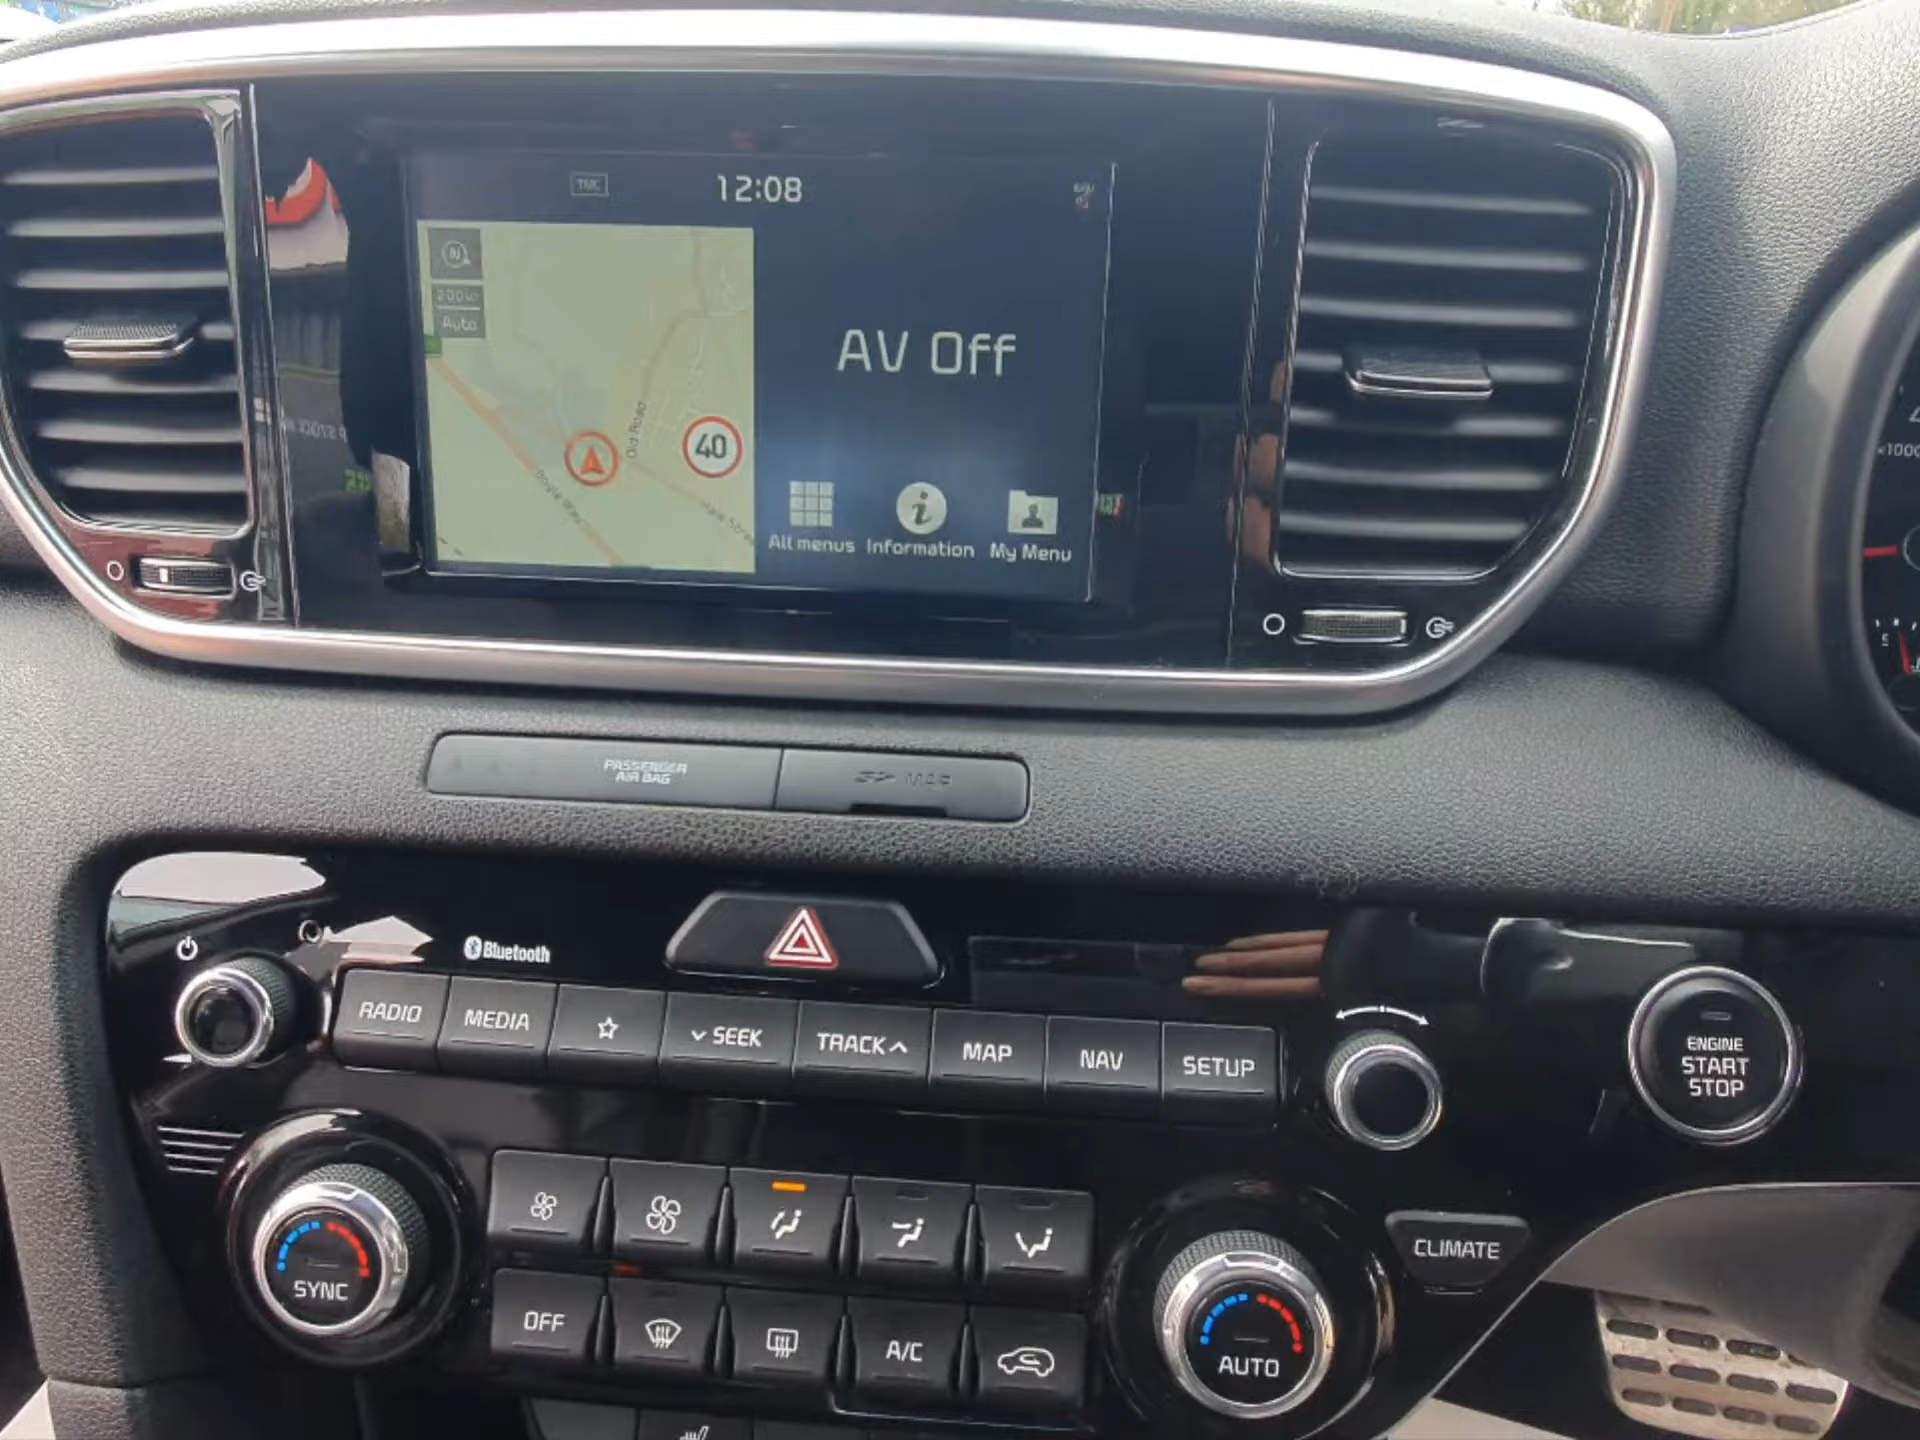 TMC
12:08
N
Auto
AV Off
40
Old Road
All menus
Information
My Menu
PASSENGER
AIR BAG
Bluetooth
RADIO
MEDIA
SEEK
TRACK
MAP
NAV
SETUP
ENGINE
START
STOP
SYNC
CLIMATE
OFF
A/C
AUTO